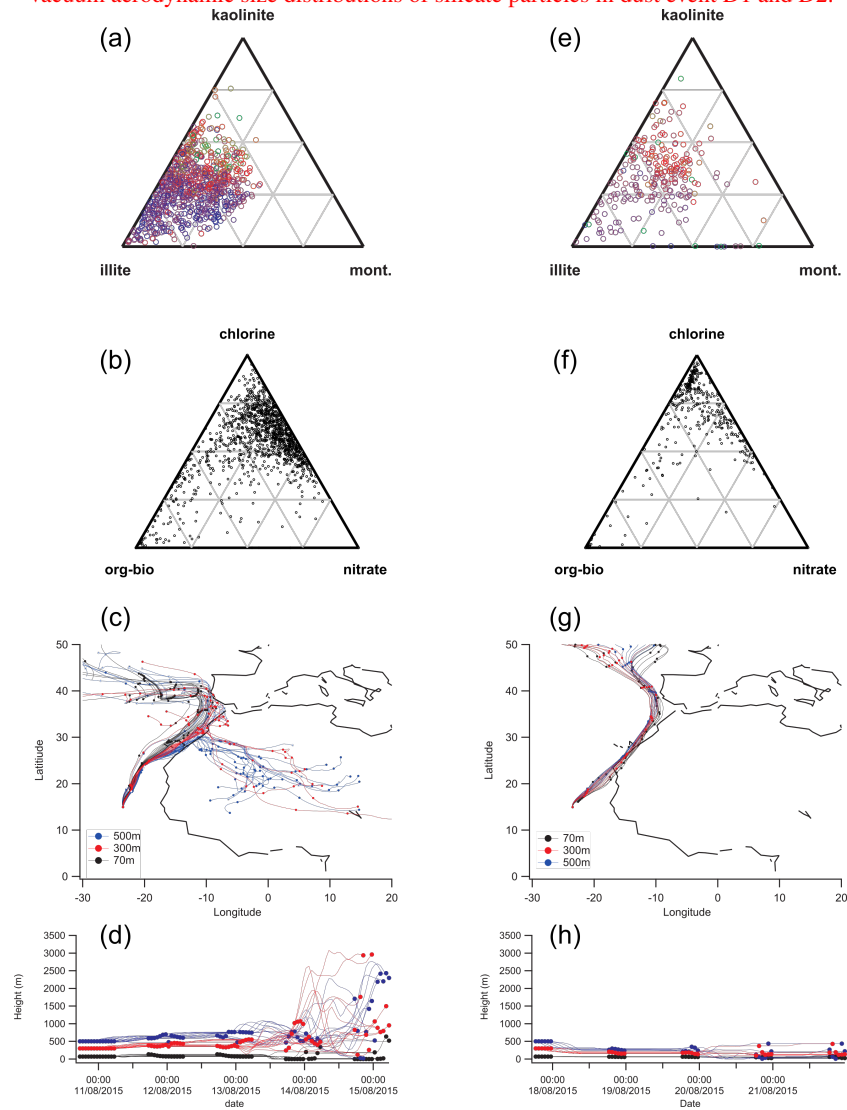 vacuum aerodynamic size distributions of silicate particles in dust event D1 and D2.
kaolinite
(a)
illite
mont.
kaolinite
(e)
illite
mont.
chlorine
(b)
org-bio
nitrate
chlorine
(f)
org-bio
nitrate
(c)
50
40
30
20
10
0
Latitiude
500m
300m
70m
-30
-20
-10
0
10
20
Longitude
(g)
50
40
30
20
10
0
Latitude
70m
300m
500m
-30
-20
-10
0
10
20
Longitude
(d)
3500
3000
2500
2000
1500
1000
500
0
Height (m)
00:00 00:00 00:00 00:00 00:00
11/08/2015 12/08/2015 13/08/2015 14/08/2015 15/08/2015
date
(h)
3500
3000
2500
2000
1500
1000
500
0
Height (m)
00:00 00:00 00:00 00:00
18/08/2015 19/08/2015 20/08/2015 21/08/2015
Date